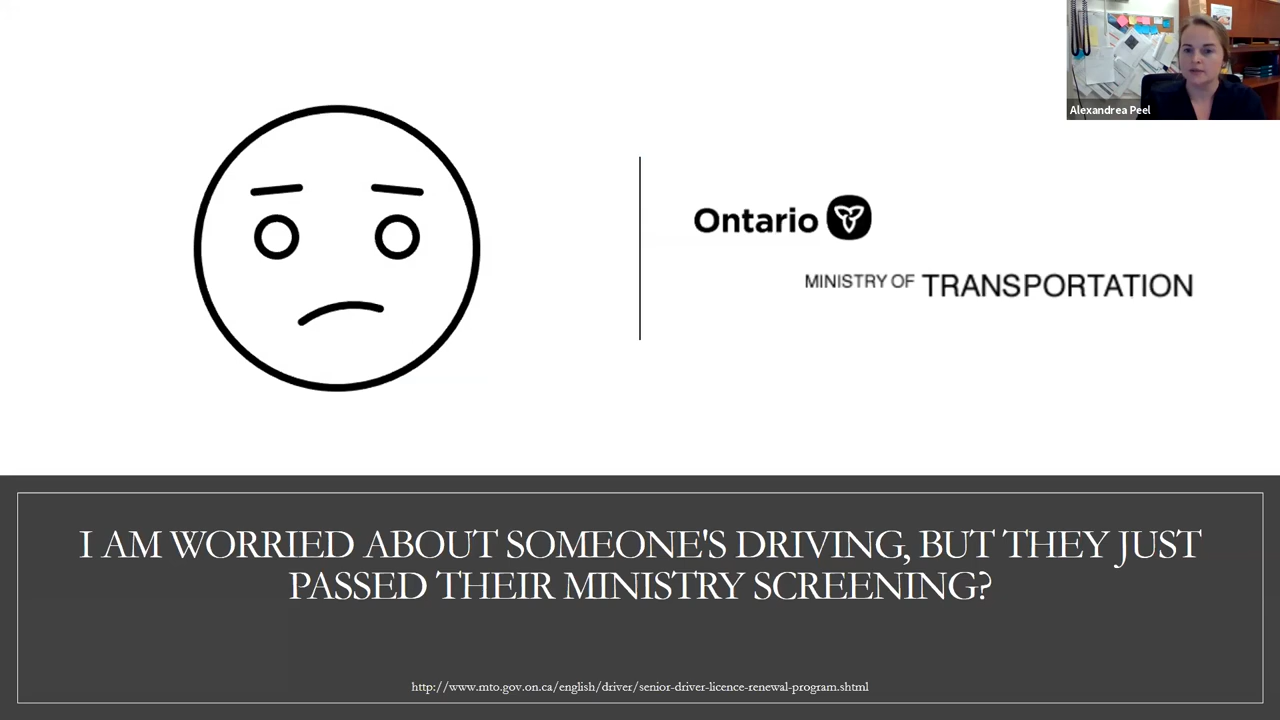 Alexandrea Peel
Ontario
MINISTRY OF TRANSPORTATION
I AM WORRIED ABOUT SOMEONE'S DRIVING, BUT THEY JUST
PASSED THEIR MINISTRY SCREENING?
http://www.mto.gov.on.ca/english/driver/senior-driver-licence-renewal-program.shtml